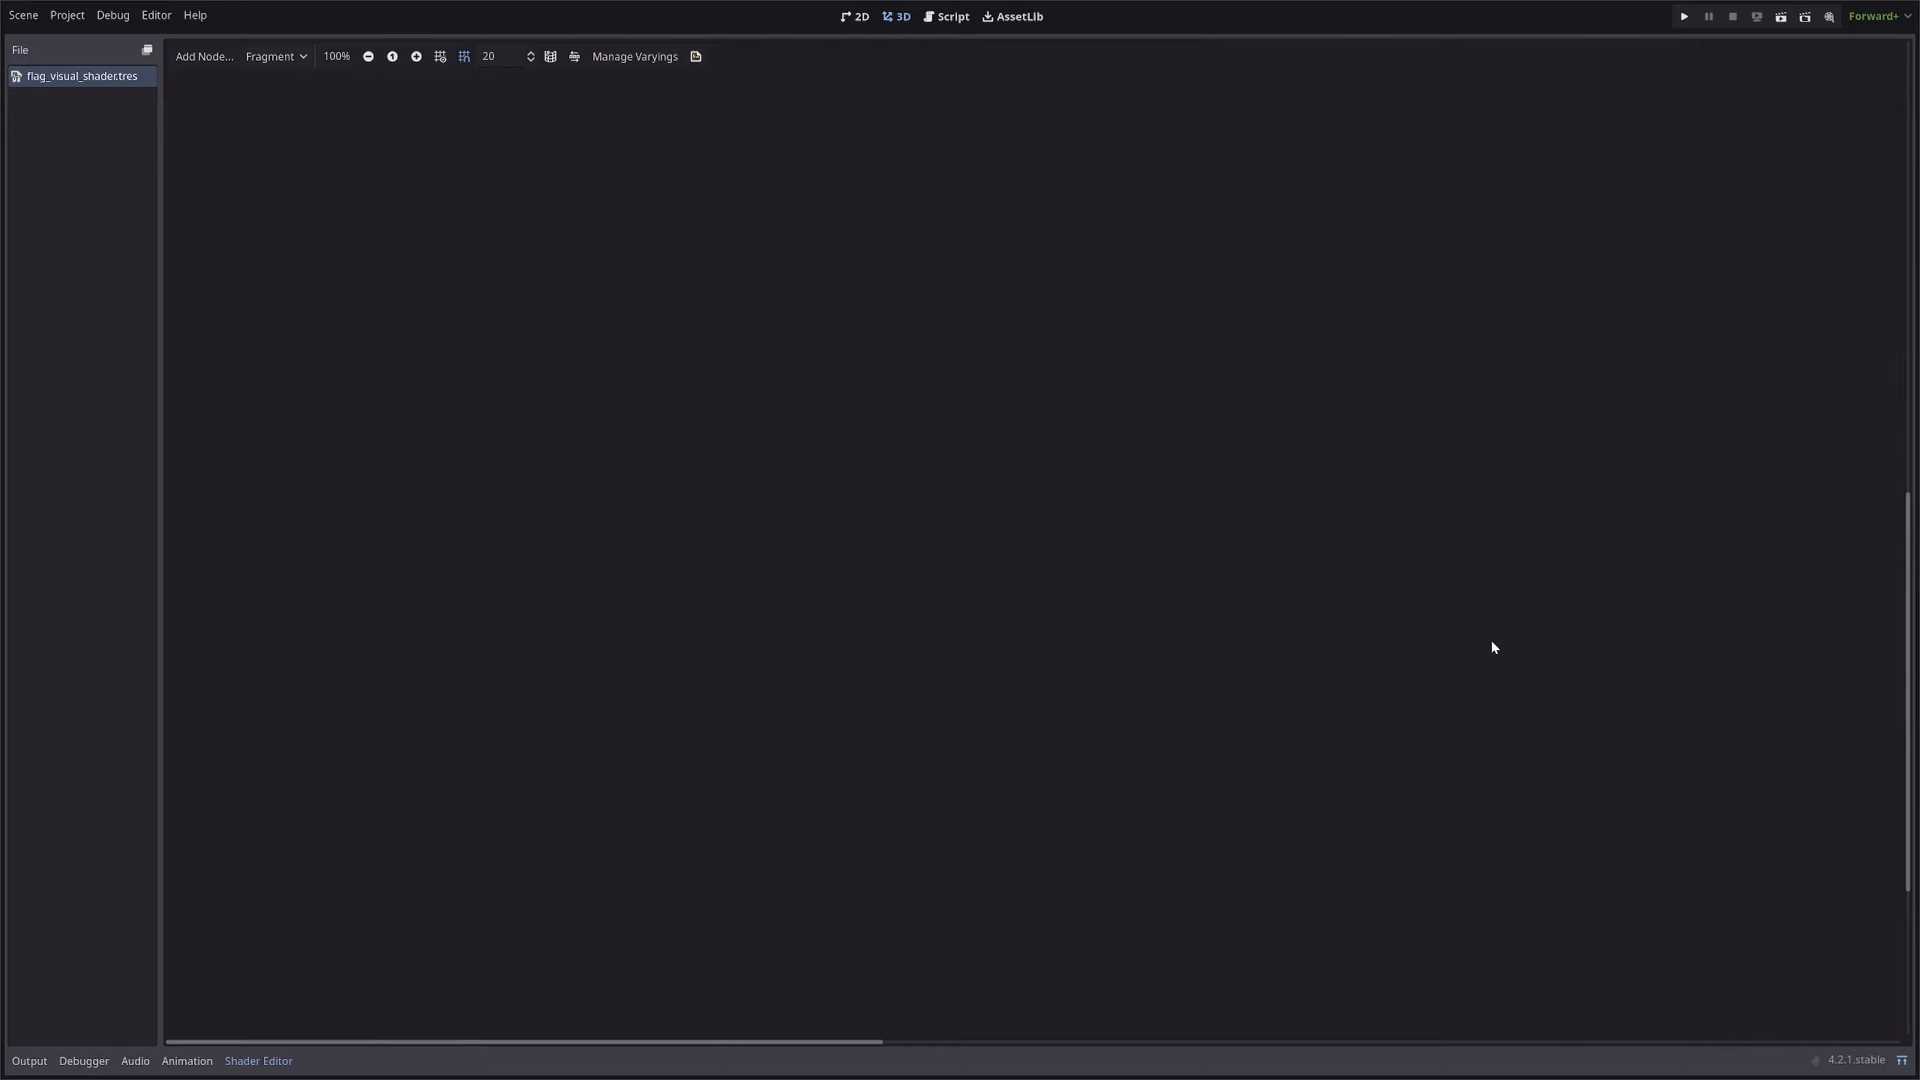 Scene Project Debug Editor Help 2D 3D Script AssetLib Forward+
File
Add Node... Fragment 100% 20 Manage Varyings
flag_visual_shader.tres
Output Debugger Audio Animation Shader Editor 4.2.1.stable